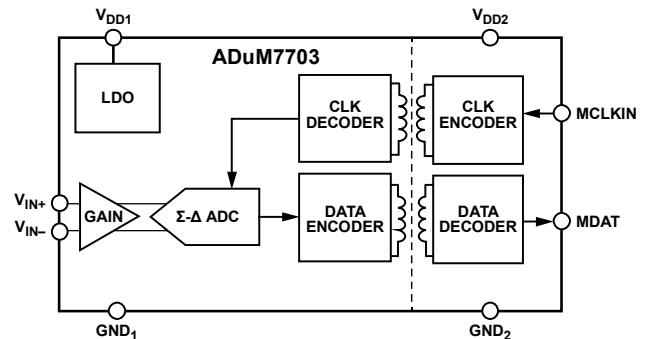 VDD1
VDD2
ADuM7703
LDO
CLK
DECODER
CLK
ENCODER
MCLKIN
VIN+
VIN–
GAIN
Σ-Δ ADC
DATA
ENCODER
DATA
DECODER
MDAT
GND1
GND2